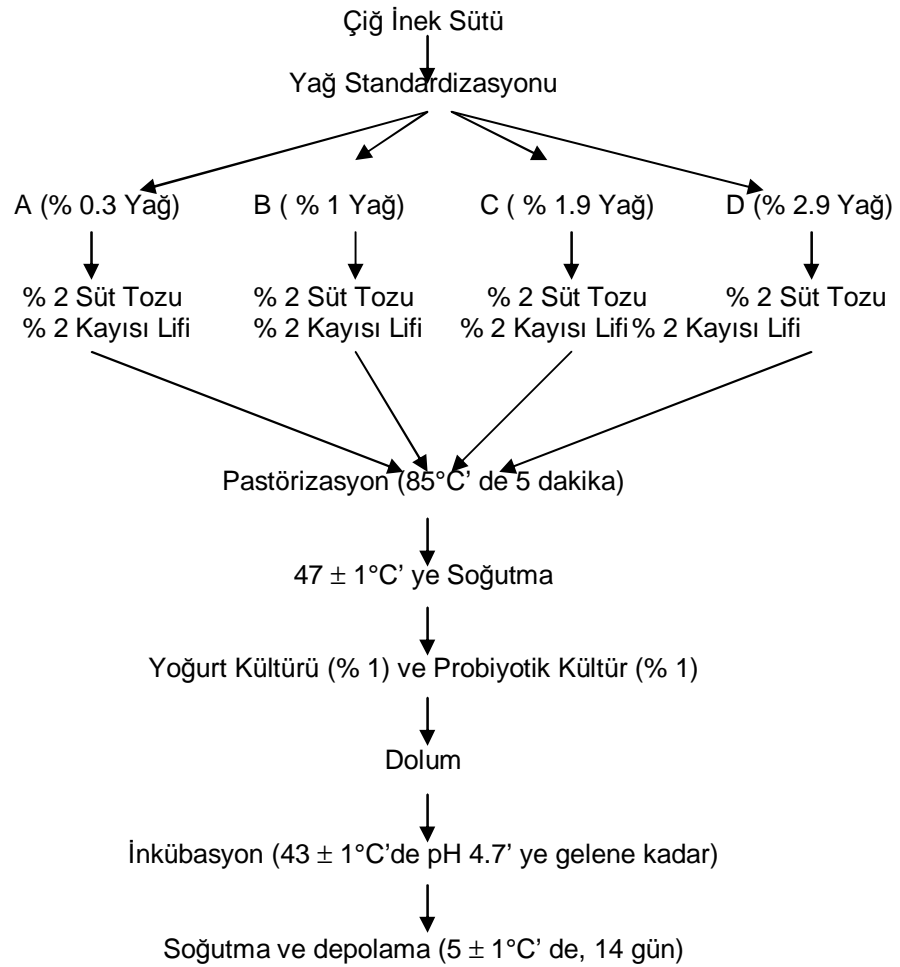 Çiğ İnek Sütü
Yağ Standardizasyonu
A (% 0.3 Yağ) B ( % 1 Yağ) C ( % 1.9 Yağ) D (% 2.9 Yağ)
% 2 Süt Tozu % 2 Süt Tozu % 2 Süt Tozu % 2 Süt Tozu
% 2 Kayısı Lifi % 2 Kayısı Lifi % 2 Kayısı Lifi % 2 Kayısı Lifi
Pastörizasyon (85°C’ de 5 dakika)
47 ± 1°C’ ye Soğutma
Yoğurt Kültürü (% 1) ve Probiyotik Kültür (% 1)
Dolum
İnkübasyon (43 ± 1°C’de pH 4.7’ ye gelene kadar)
Soğutma ve depolama (5 ± 1°C’ de, 14 gün)